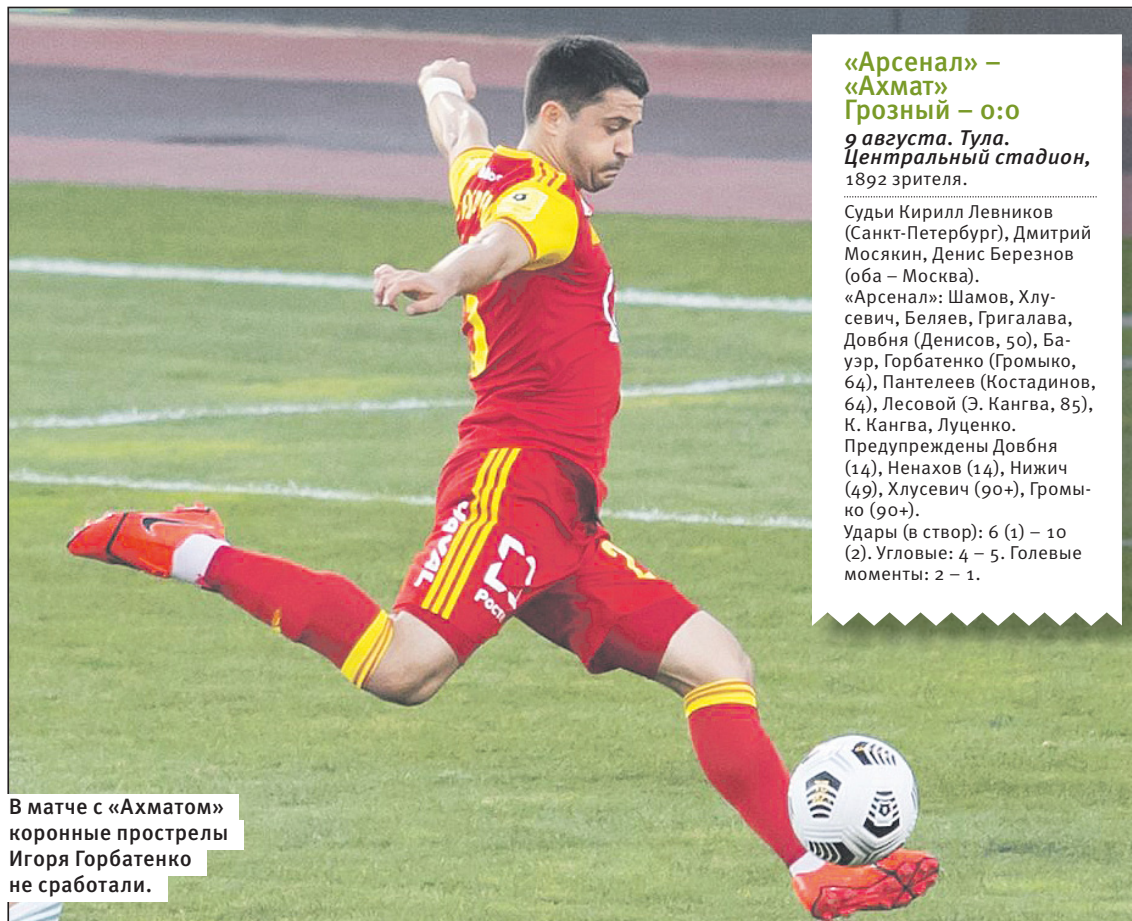 «Арсенал» –
«Ахмат»
Грозный – 0:0
9 августа. Тула.
Центральный стадион,
1892 зрителя.
Судьи Кирилл Левников
(Санкт-Петербург), Дмитрий
Мосякин, Денис Березнов
(оба – Москва).
«Арсенал»: Шамов, Хлу-
севич, Беляев, Григалава,
Довбня (Денисов, 50), Ба-
уэр, Горбатенко (Громыко,
64), Пантелеев (Костадинов,
64), Лесовой (Э. Кангва, 85),
К. Кангва, Луценко.
Предупреждены Довбня
(14), Ненахов (14), Нижич
(49), Хлусевич (90+), Громы-
ко (90+).
Удары (в створ): 6 (1) – 10
(2). Угловые: 4 – 5. Голевые
моменты: 2 – 1.
JOVAL
Рост
2
В матче с «Ахматом»
коронные прострелы
Игоря Горбатенко
не сработали.